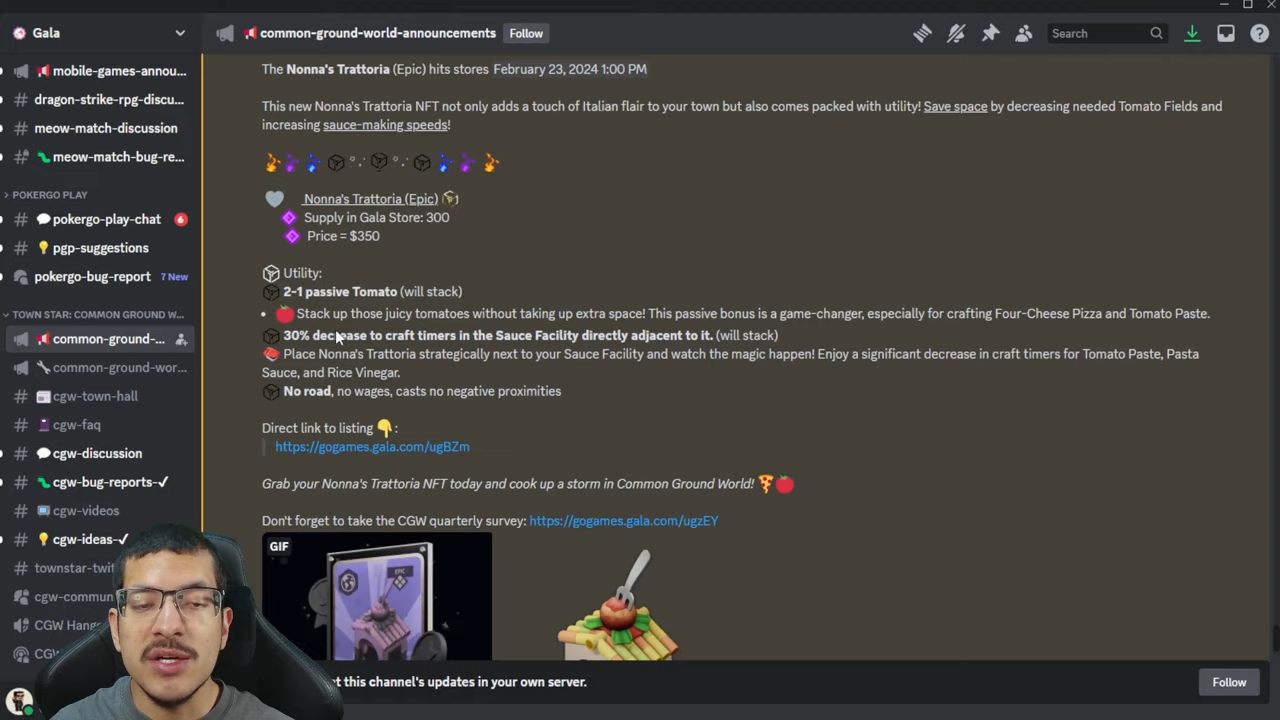 Gala
common-ground-world-announcements
Follow
Search
mobile-games-annou...
dragon-strike-rpg-discu...
meow-match-discussion
meow-match-bug-re...
POKERGO PLAY
pokergo-play-chat
6
pgp-suggestions
pokergo-bug-report
7 New
TOWN STAR: COMMON GROUND W...
common-ground-...
common-ground-wor...
cgw-town-hall
cgw-faq
cgw-discussion
cgw-bug-reports-✓
cgw-videos
cgw-ideas-✓
townstar-twit
cgw-commun
CGW Hang
CGW
The Nonna's Trattoria (Epic) hits stores February 23, 2024 1:00 PM
This new Nonna's Trattoria NFT not only adds a touch of Italian flair to your town but also comes packed with utility! Save space by decreasing needed Tomato Fields and
increasing sauce-making speeds!
Nonna's Trattoria (Epic)
Supply in Gala Store: 300
Price = $350
Utility:
2-1 passive Tomato (will stack)
• Stack up those juicy tomatoes without taking up extra space! This passive bonus is a game-changer, especially for crafting Four-Cheese Pizza and Tomato Paste.
30% decrease to craft timers in the Sauce Facility directly adjacent to it. (will stack)
Place Nonna's Trattoria strategically next to your Sauce Facility and watch the magic happen! Enjoy a significant decrease in craft timers for Tomato Paste, Pasta
Sauce, and Rice Vinegar.
No road, no wages, casts no negative proximities
Direct link to listing :
https://gogames.gala.com/ugBZm
Grab your Nonna's Trattoria NFT today and cook up a storm in Common Ground World!
Don't forget to take the CGW quarterly survey: https://gogames.gala.com/ugzEY
GIF
EPIC
t this channel's updates in your own server.
Follow